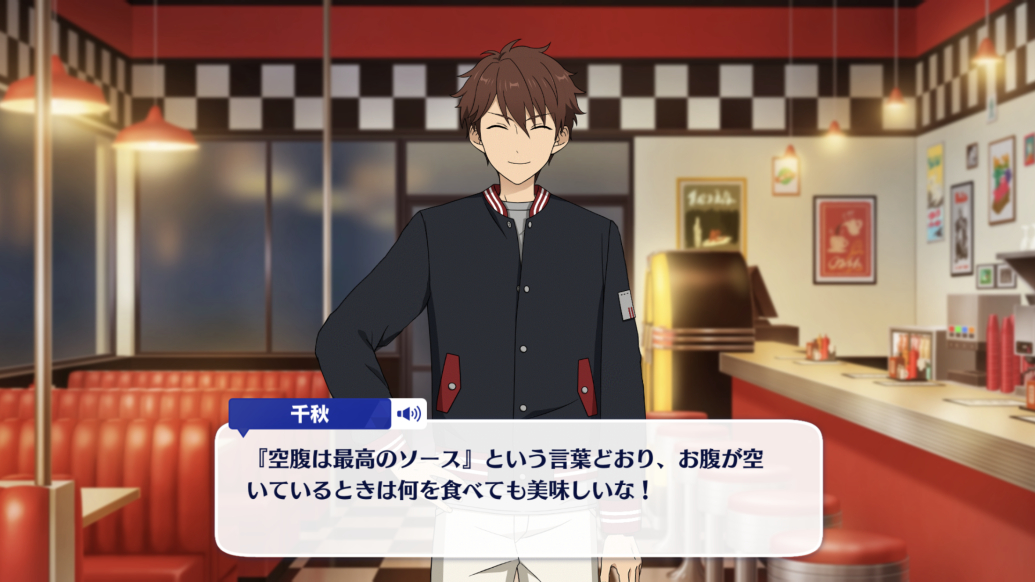 千秋
『空腹は最高のソース』という言葉どおり、お腹が空
いているときは何を食べても美味しいな！